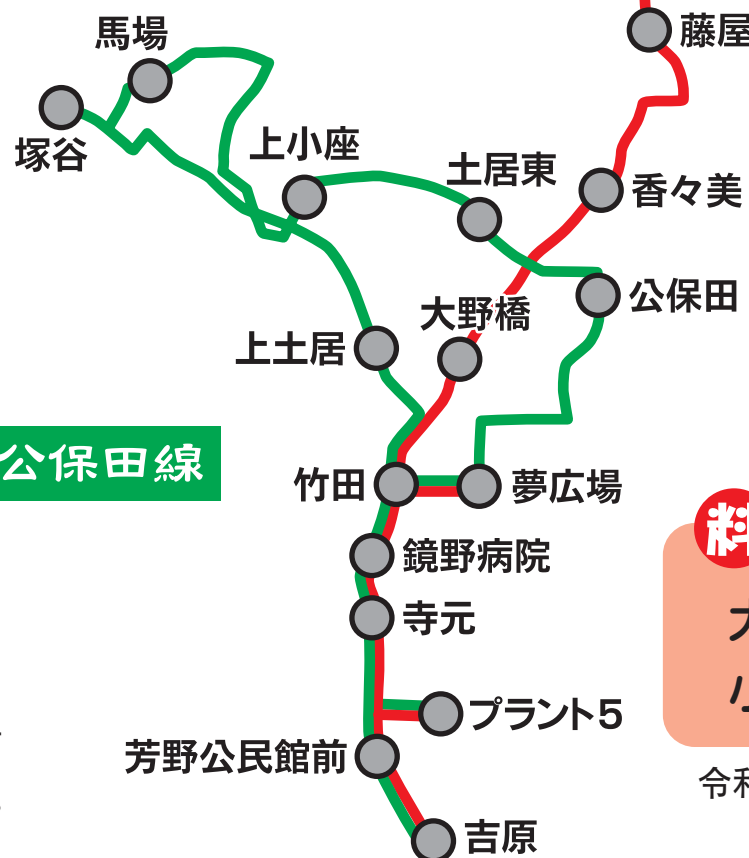 馬場
藤屋
塚谷
上小座
土居東
香々美
公保田
大野橋
上土居
公保田線
竹田
夢広場
鏡野病院
寺元
プラント5
芳野公民館前
吉原